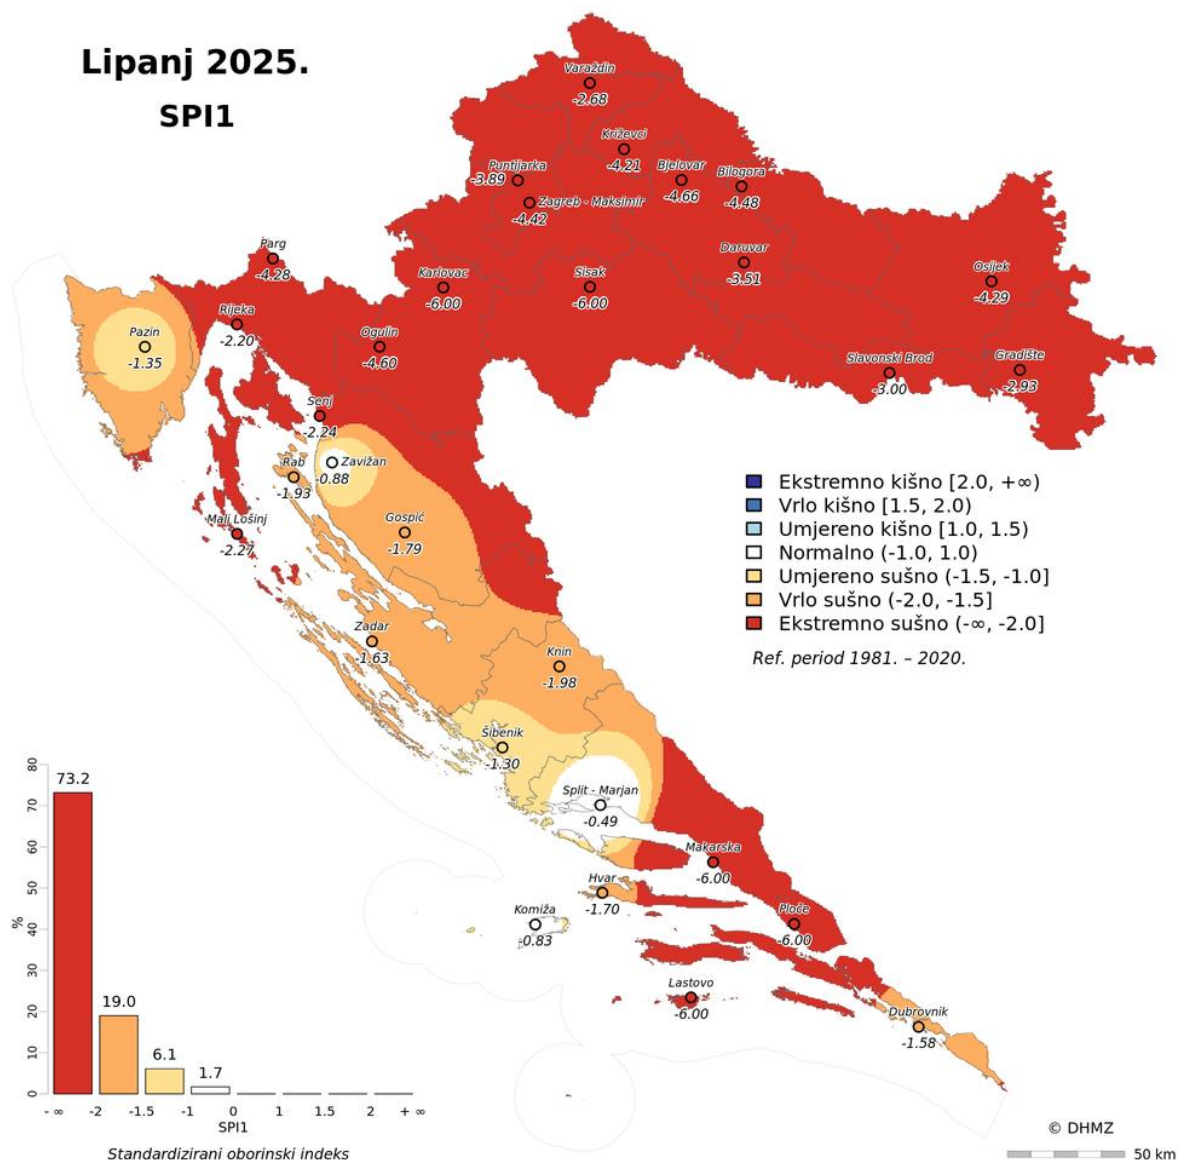 Lipanj 2025.
SPI1
Varaždin
-2.68
Križevci
-4.21
Puntijarka
-3.89
Bjelovar
-4.66
Bilogora
-4.48
Zagreb - Maksimir
-4.42
Parg
-4.28
Karlovac
-6.00
Sisak
-6.00
Daruvar
-3.51
Osijek
-4.29
Rijeka
-2.20
Pazin
-1.35
Ogulin
-4.60
Slavonski Brod
-3.00
Gradište
-2.93
Senj
-2.24
Rab
-1.93
Zavižan
-0.88
Mali Lošinj
-2.27
Gospić
-1.79
Ekstremno kišno [2.0, +∞)
Vrlo kišno [1.5, 2.0)
Umjereno kišno [1.0, 1.5)
Normalno (-1.0, 1.0)
Umjereno sušno (-1.5, -1.0]
Vrlo sušno (-2.0, -1.5]
Ekstremno sušno (-∞, -2.0]
Ref. period 1981. – 2020.
Zadar
-1.63
Knin
-1.98
Šibenik
-1.30
Split - Marjan
-0.49
Makarska
-6.00
Hvar
-1.70
Komiža
-0.83
Ploče
-6.00
Lastovo
-6.00
Dubrovnik
-1.58
80
70
60
50
40
30
20
10
0
%
73.2
19.0
6.1
1.7
- ∞ -2 -1.5 -1 0 1 1.5 2 + ∞
SPI1
Standardizirani oborinski indeks
© DHMZ
50 km